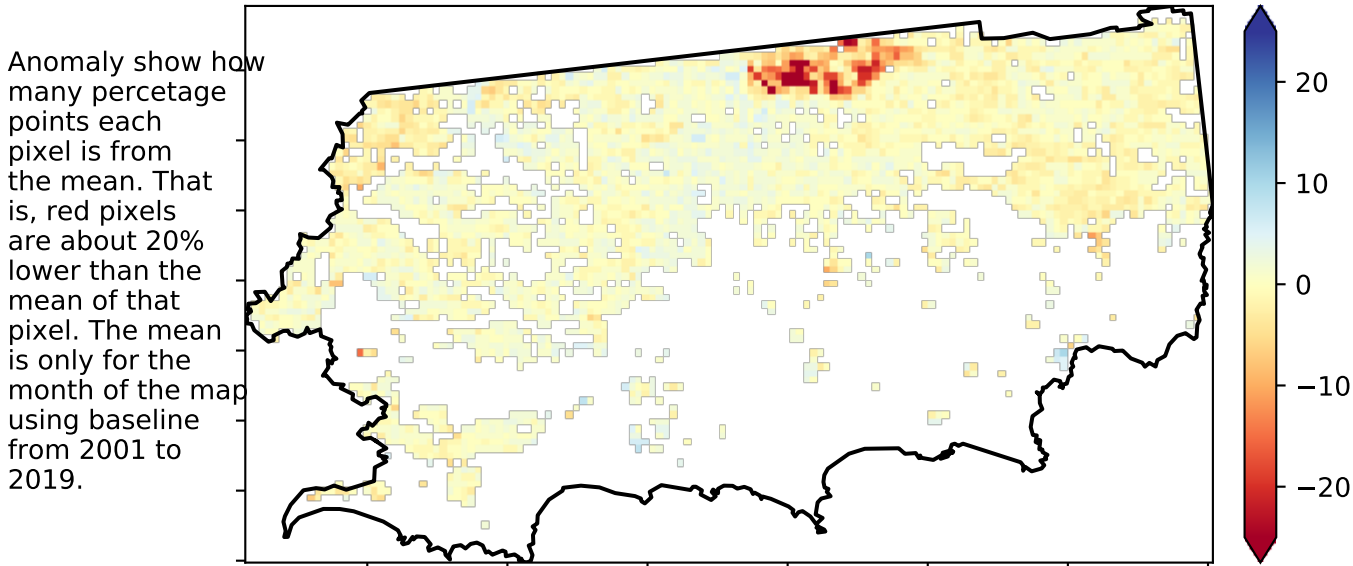 Anomaly show how
many percetage
points each
pixel is from
the mean. That
is, red pixels
are about 20%
lower than the
mean of that
pixel. The mean
is only for the
month of the map
using baseline
from 2001 to
2019.
20
10
0
−10
−20